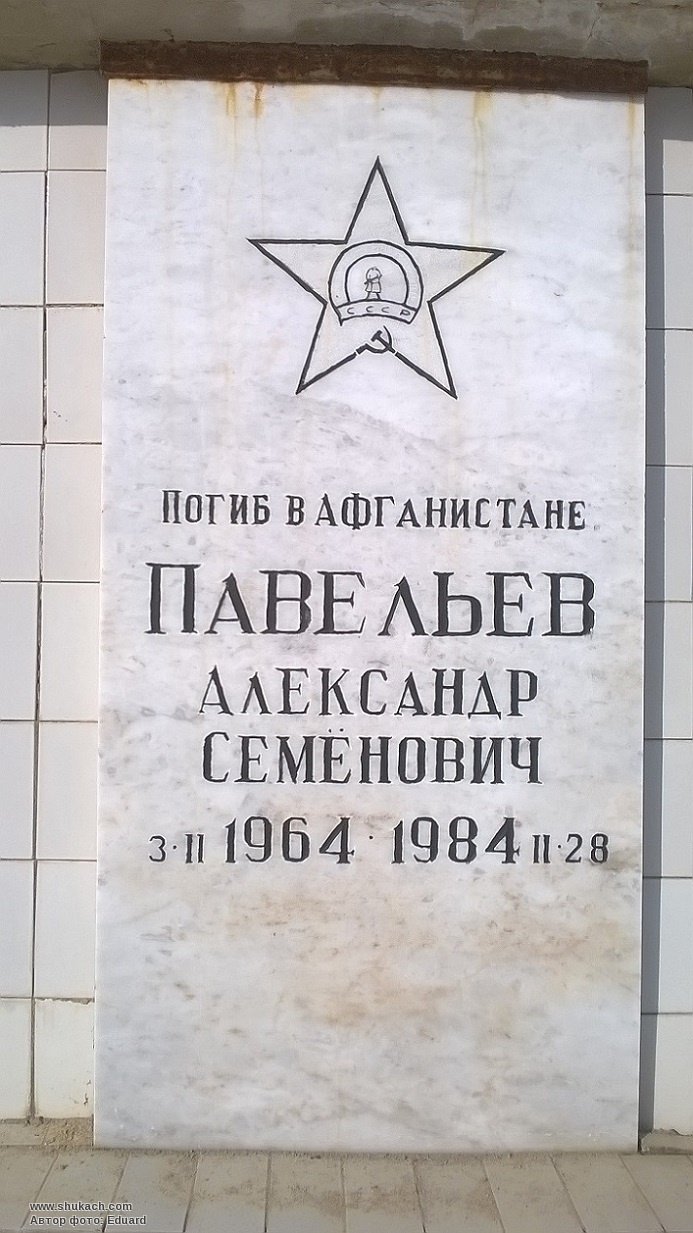 СССР
ПОГИБ В АФГАНИСТАНЕ
ПАВЕЛЬЕВ
АЛЕКСАНДР
СЕМЁНОВИЧ
3·II 1964 · 1984 II·28
www.shukach.com
Автор фото: Eduard